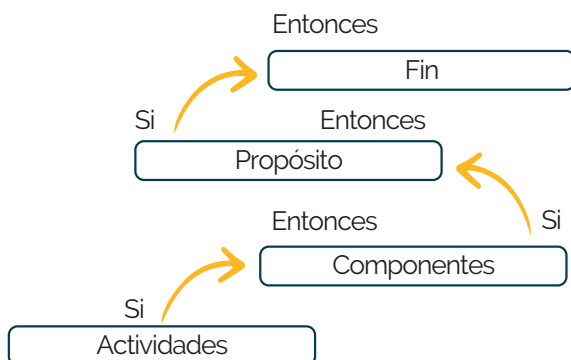 Entonces
Fin
Si
Entonces
Propósito
Entonces
Si
Componentes
Si
Actividades